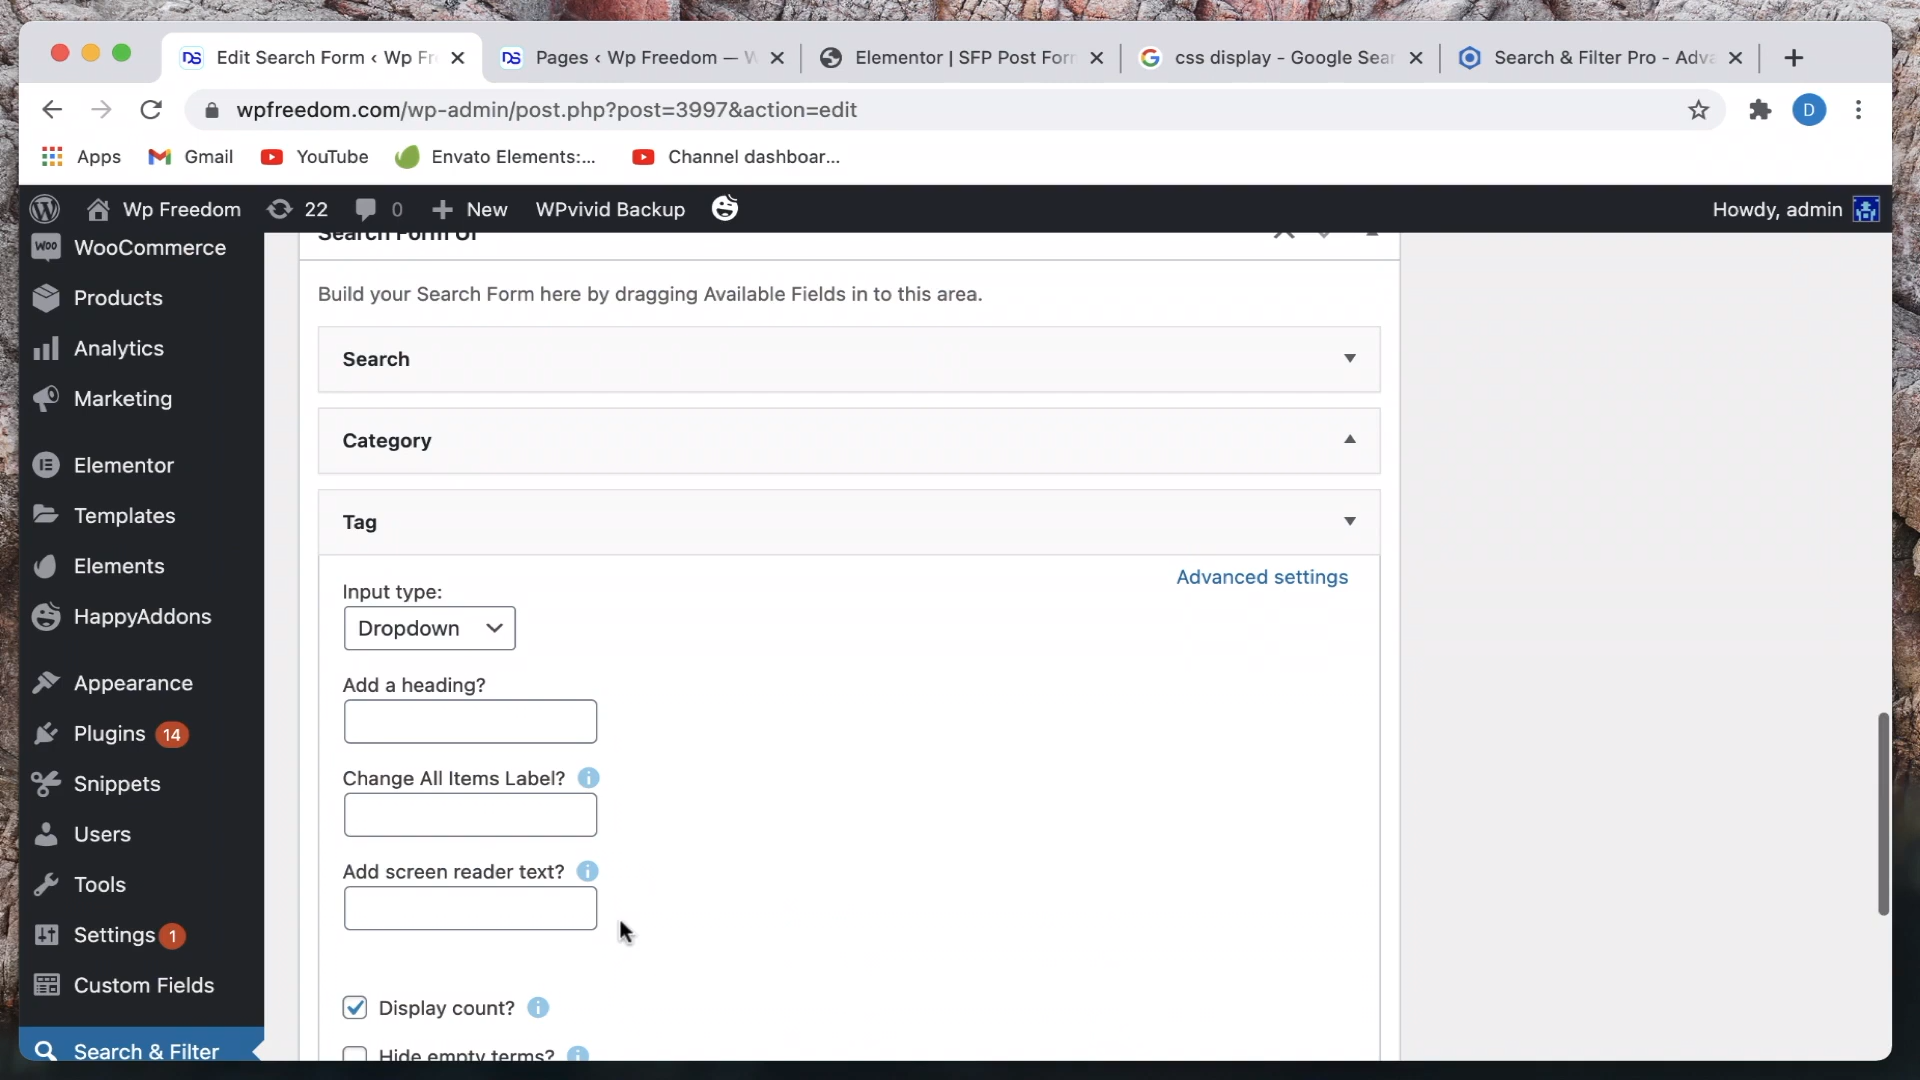 Edit Search Form < Wp Fr
Pages < Wp Freedom — W
Elementor | SFP Post Form
css display - Google Sear
Search & Filter Pro - Adva
wpfreedom.com/wp-admin/post.php?post=3997&action=edit
D
Apps
Gmail
YouTube
Envato Elements:...
Channel dashboar...
Wp Freedom
22
0
New
WPvivid Backup
Howdy, admin
WooCommerce
Products
Analytics
Marketing
Elementor
Templates
Elements
HappyAddons
Appearance
Plugins 14
Snippets
Users
Tools
Settings 1
Custom Fields
Search & Filter
Search Form UI
Build your Search Form here by dragging Available Fields in to this area.
Search
Category
Tag
Advanced settings
Input type:
Dropdown
Add a heading?
Change All Items Label?
Add screen reader text?
Display count?
Hide empty terms?